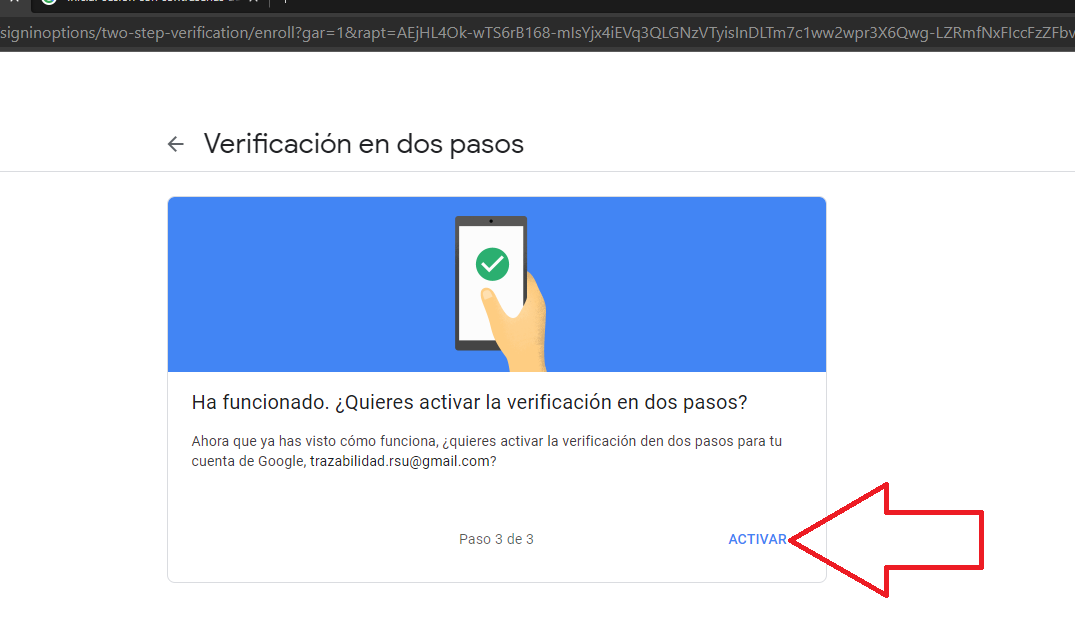 signinoptions/two-step-verification/enroll?gar=1&rapt=AEjHL4Ok-wTS6rB168-mIsYjx4iEVq3QLGNzVTyisInDLTm7c1ww2wpr3X6Qwg-LZRmfNxFIccFzZFbv
Verificación en dos pasos
Ha funcionado. ¿Quieres activar la verificación en dos pasos?
Ahora que ya has visto cómo funciona, ¿quieres activar la verificación den dos pasos para tu
cuenta de Google, trazabilidad.rsu@gmail.com?
Paso 3 de 3
ACTIVAR